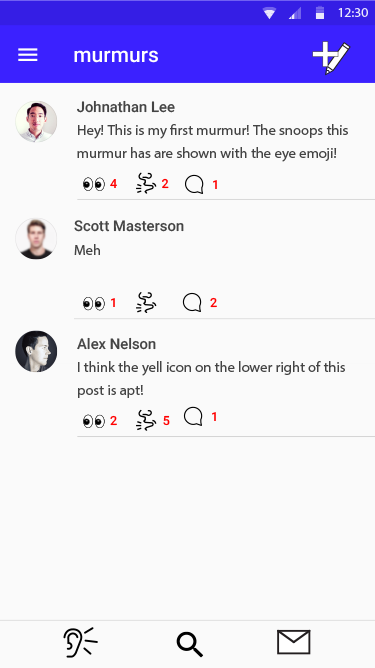 12:30
murmurs
Johnathan Lee
Hey! This is my first murmur! The snoops this
murmur has are shown with the eye emoji!
4 2 1
Scott Masterson
Meh
1 2
Alex Nelson
I think the yell icon on the lower right of this
post is apt!
2 5 1